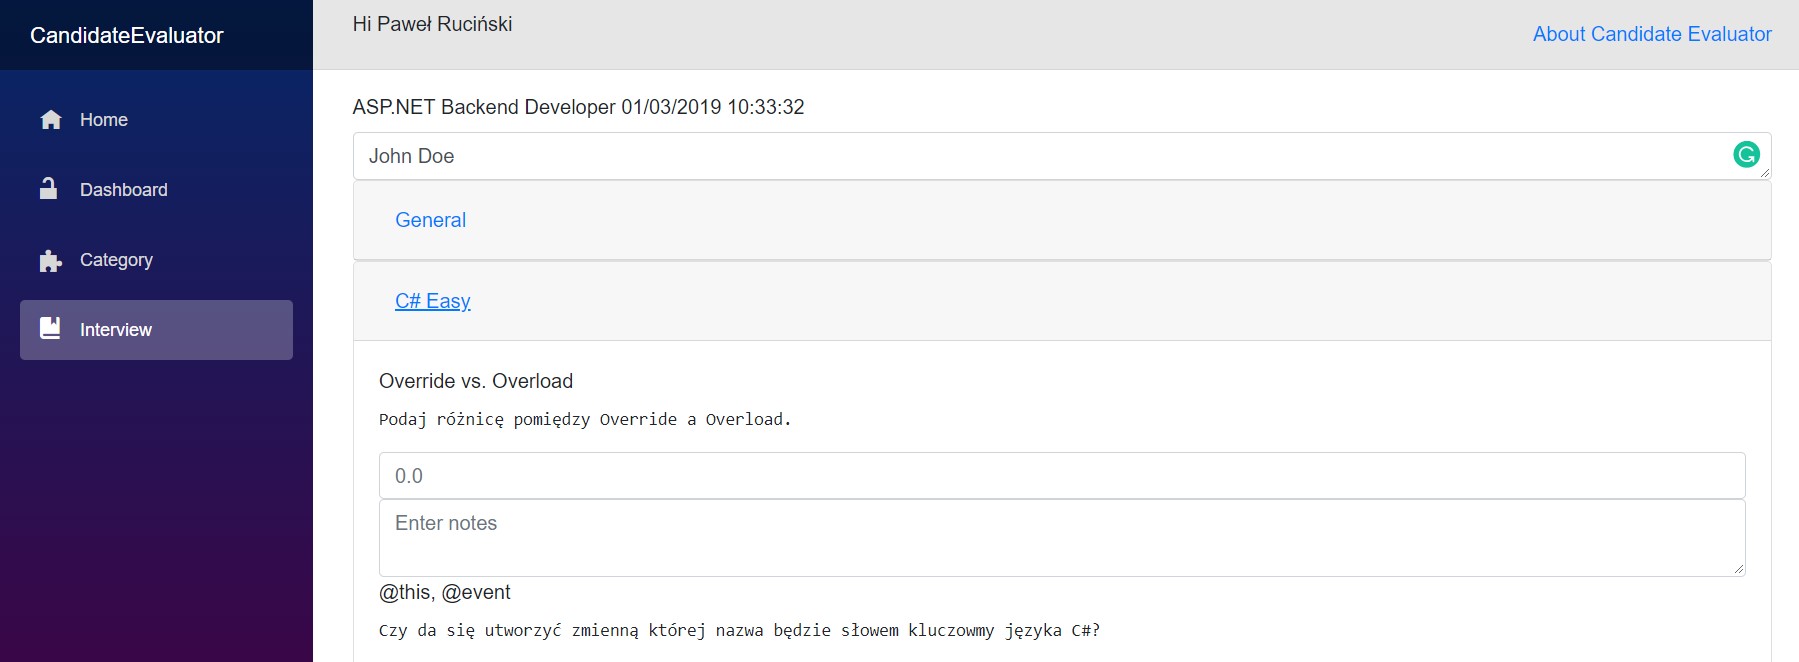 CandidateEvaluator
Home
Dashboard
Category
Interview
Hi Paweł Ruciński
About Candidate Evaluator
ASP.NET Backend Developer 01/03/2019 10:33:32
John Doe
General
C# Easy
Override vs. Overload
Podaj różnicę pomiędzy Override a Overload.
0.0
Enter notes
@this, @event
Czy da się utworzyć zmienną której nazwa będzie słowem kluczowmy języka C#?